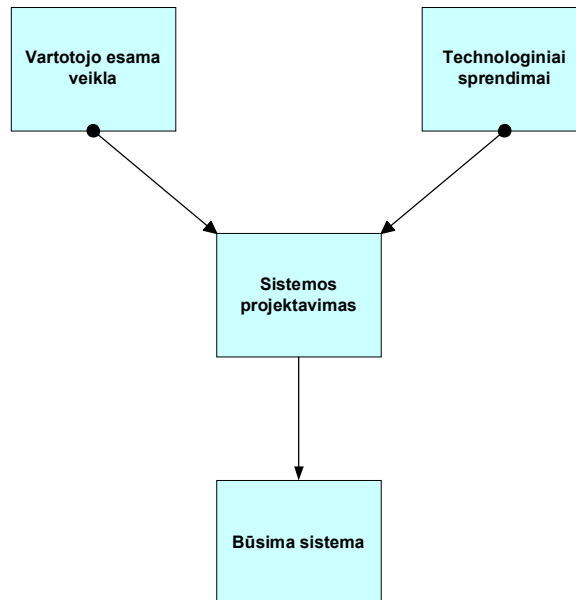 Vartotojo esama
veikla
Technologiniai
sprendimai
Sistemos
projektavimas
Būsima sistema